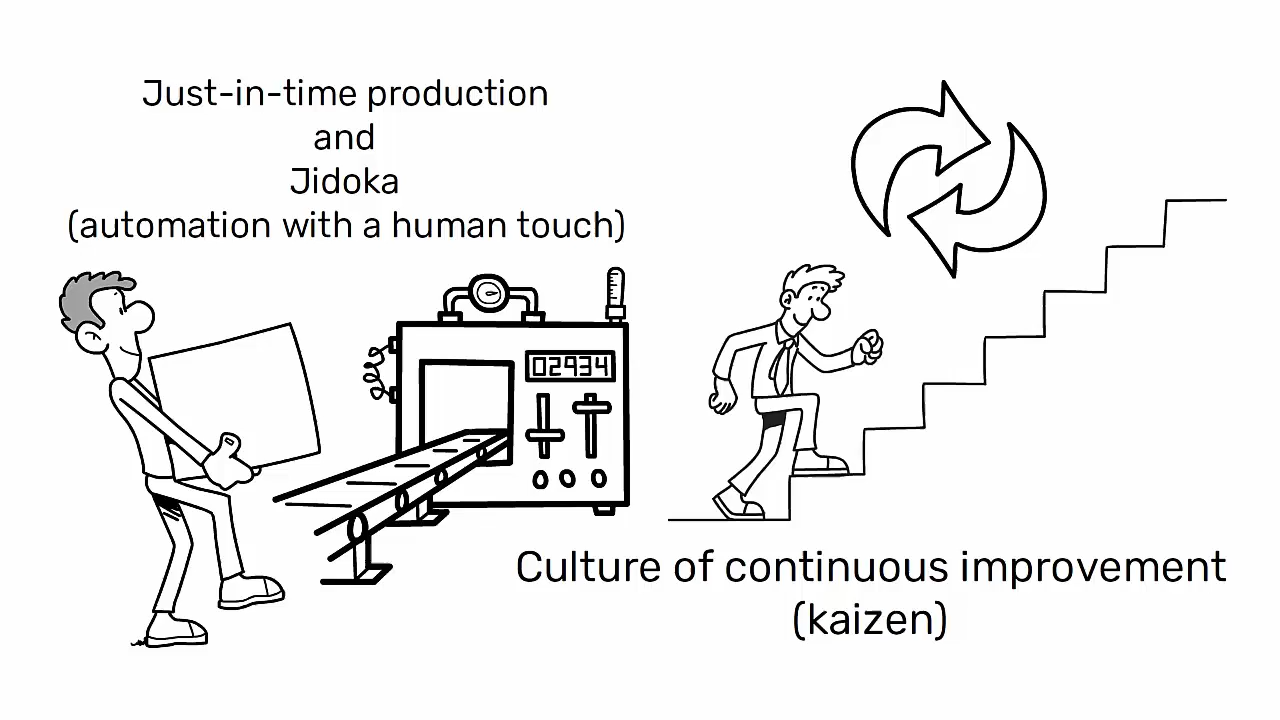 Just-in-time production
and
Jidoka
(automation with a human touch)
02934
Culture of continuous improvement
(kaizen)